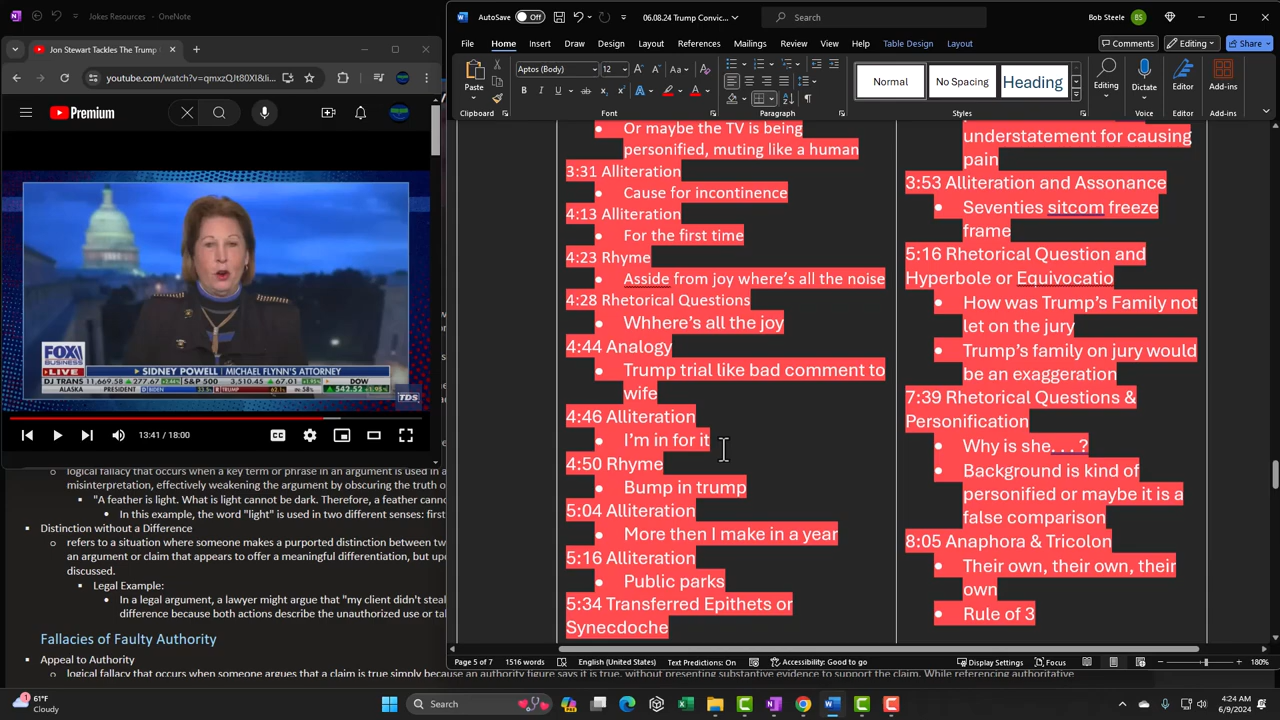 Jokes Resources - OneNote
Jon Stewart Tackles The Trump
youtube.com/watch?v=qmxzQJt80XI&li...
Premium
Search
FOX
BUSINESS
LIVE
SIDNEY POWELL | MICHAEL FLYNN'S ATTORNEY
DJ TRANS 11,669.58
S&P 500 3,510.45
ALASKA PRESIDENT
542.52
TDS
13:41 / 18:00
logical fallacy that occurs when a key term or phrase in an argument is used in
misinterpretation, effectively weakening the argument by obscuring the truth o
"A feather is light. What is light cannot be dark. Therefore, a feather cannot
In this example, the word "light" is used in two different senses: first
Distinction without a Difference
refers to a situation where someone makes a purported distinction between tw
an argument or claim that appears to offer a meaningful differentiation, but up
discussed.
Legal Example:
In a legal argument, a lawyer might argue that "my client didn't steal
difference because both actions involve the unauthorized use or ta
Fallacies of Faulty Authority
Appeal to Authority
logical fallacy that occurs when someone argues that a claim is true simply because an authority figure says it is true, without presenting substantive evidence to support the claim. While referencing authoritative
AutoSave Off
06.08.24 Trump Convic...
Search
Bob Steele BS
File Home Insert Draw Design Layout References Mailings Review View Help Table Design Layout
Comments Editing Share
Paste
Aptos (Body) 12
B I U
Normal
No Spacing
Heading
Editing
Dictate
Editor
Add-ins
Clipboard Font Paragraph Styles Voice Editor Add-ins
Or maybe the TV is being
personified, muting like a human
3:31 Alliteration
Cause for incontinence
4:13 Alliteration
For the first time
4:23 Rhyme
Asside from joy where's all the noise
4:28 Rhetorical Questions
Whhere's all the joy
4:44 Analogy
Trump trial like bad comment to
wife
4:46 Alliteration
I'm in for it
4:50 Rhyme
Bump in trump
5:04 Alliteration
More then I make in a year
5:16 Alliteration
Public parks
5:34 Transferred Epithets or
Synecdoche
understatement for causing
pain
3:53 Alliteration and Assonance
Seventies sitcom freeze
frame
5:16 Rhetorical Question and
Hyperbole or Equivocatio
How was Trump's Family not
let on the jury
Trump's family on jury would
be an exaggeration
7:39 Rhetorical Questions &
Personification
Why is she. . . ?
Background is kind of
personified or maybe it is a
false comparison
8:05 Anaphora & Tricolon
Their own, their own, their
own
Rule of 3
Page 5 of 7 1516 words English (United States) Text Predictions: On Accessibility: Good to go Display Settings Focus 180%
61°F
Cloudy
Search
4:24 AM
6/9/2024